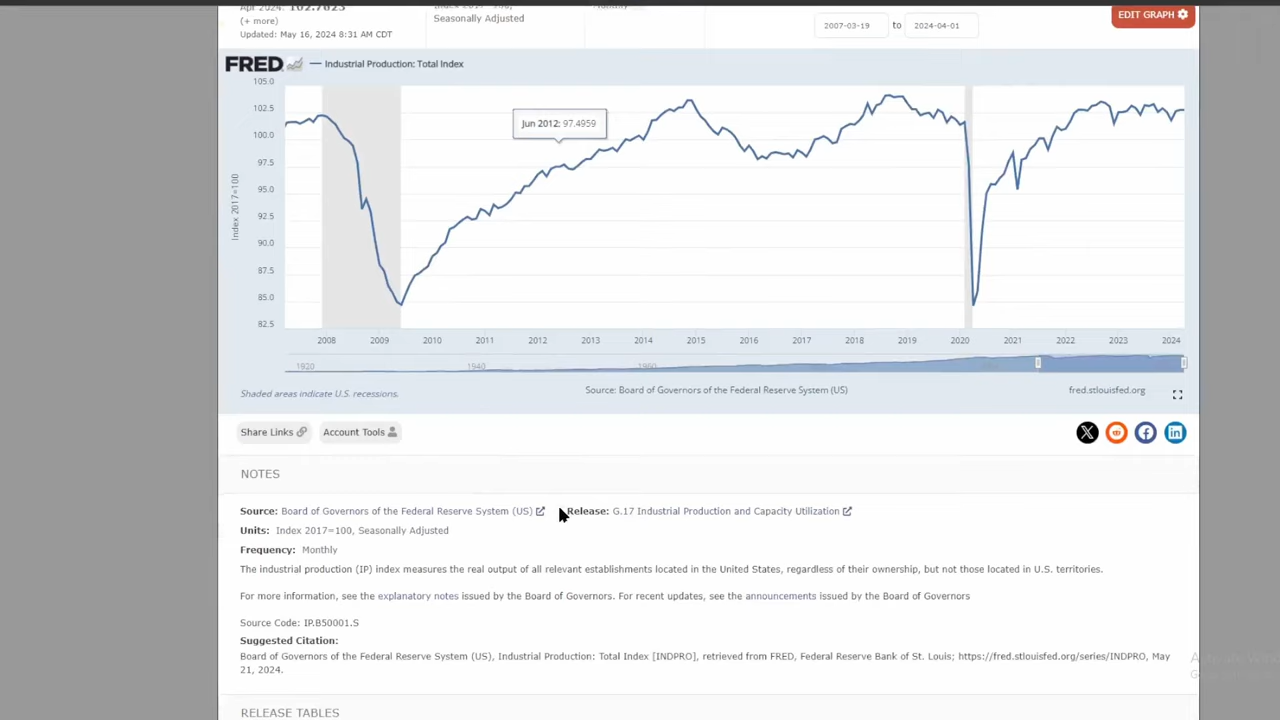 Apr 2024: 102.7623
(+ more)
Updated: May 16, 2024 8:31 AM CDT
Seasonally Adjusted
2007-03-19 to 2024-04-01
EDIT GRAPH
FRED
Industrial Production: Total Index
105.0
102.5
100.0
97.5
95.0
92.5
90.0
87.5
85.0
82.5
Index 2017=100
Jun 2012: 97.4959
2008 2009 2010 2011 2012 2013 2014 2015 2016 2017 2018 2019 2020 2021 2022 2023 2024
1920 1940 1960
Shaded areas indicate U.S. recessions.
Source: Board of Governors of the Federal Reserve System (US)
fred.stlouisfed.org
Share Links
Account Tools
NOTES
Source: Board of Governors of the Federal Reserve System (US) Release: G.17 Industrial Production and Capacity Utilization
Units: Index 2017=100, Seasonally Adjusted
Frequency: Monthly
The industrial production (IP) index measures the real output of all relevant establishments located in the United States, regardless of their ownership, but not those located in U.S. territories.
For more information, see the explanatory notes issued by the Board of Governors. For recent updates, see the announcements issued by the Board of Governors
Source Code: IP.B50001.S
Suggested Citation:
Board of Governors of the Federal Reserve System (US), Industrial Production: Total Index [INDPRO], retrieved from FRED, Federal Reserve Bank of St. Louis; https://fred.stlouisfed.org/series/INDPRO, May
21, 2024.
RELEASE TABLES